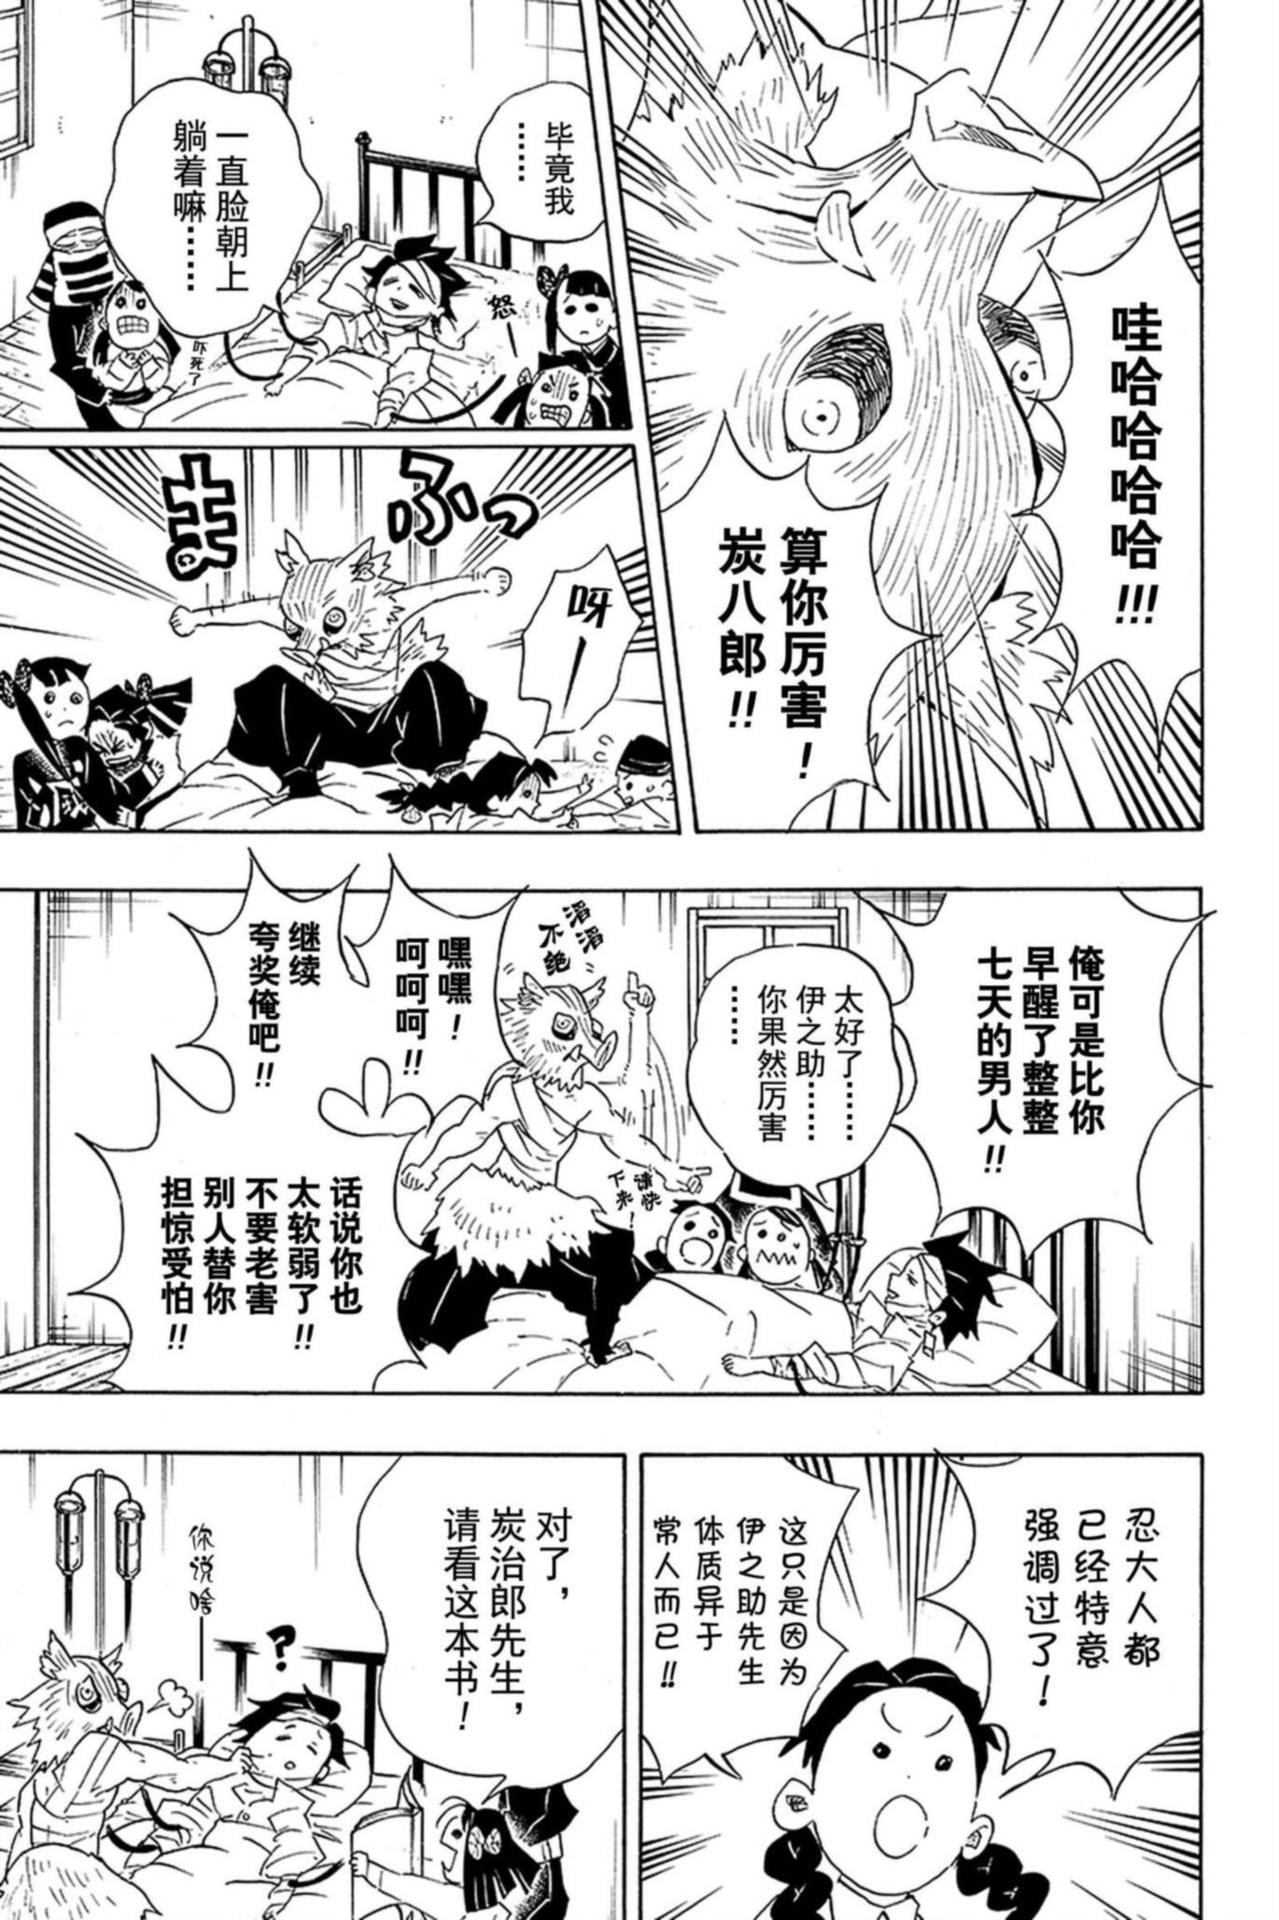 哇哈哈哈哈!!!
算你厉害！
炭八郎!!
毕竟我
……
一直脸朝上
躺着嘛……
怒
吓死了
ふっ
呀
俺可是比你
早醒了整整
七天的男人!!
太好了……
伊之助……
你果然厉害
……
滔滔
不绝
请快
下来！
嘿嘿！
呵呵呵!!
继续
夸奖俺吧!!
话说你也
太软弱了!!
不要老害
别人替你
担惊受怕!!
忍大人都
已经特意
强调过了！
这只是因为
伊之助先生
体质异于
常人而已!!
对了，
炭治郎先生，
请看这本书！
？
你说啥